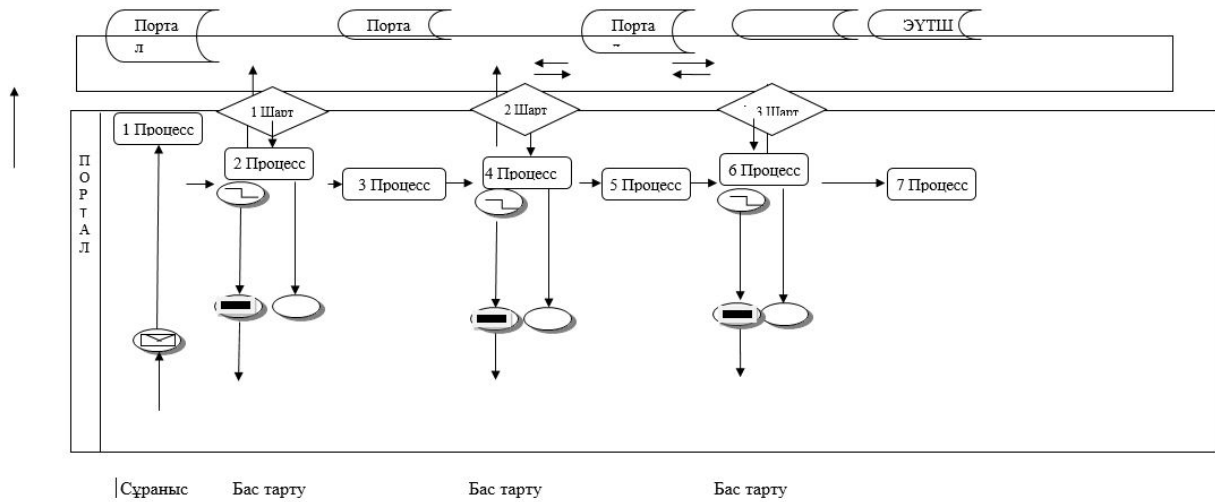 Порта
л
Порта
Порта
ЭҮТШ
1 Шарт
2 Шарт
3 Шарт
1 Процесс
2 Процесс
3 Процесс
4 Процесс
5 Процесс
6 Процесс
7 Процесс
П
О
Р
Т
А
Л
Сұраныс
Бас тарту
Бас тарту
Бас тарту